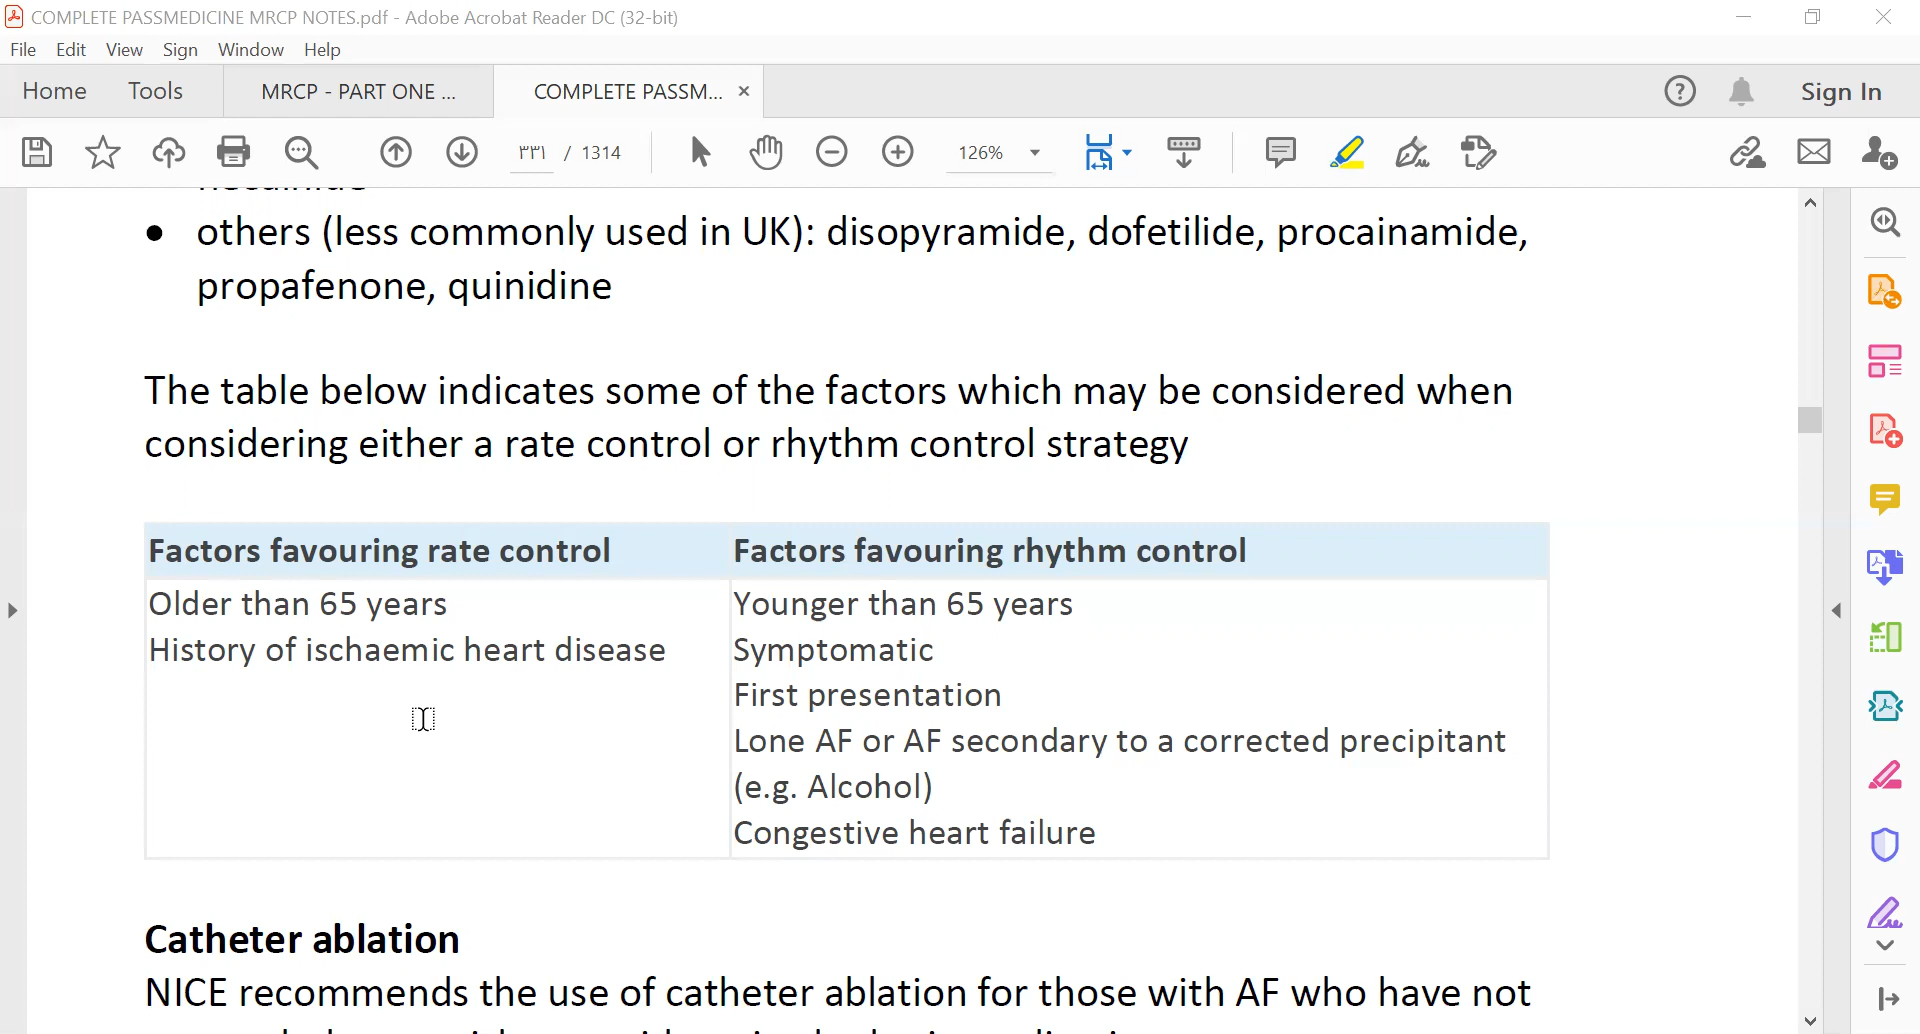 COMPLETE PASSMEDICINE MRCP NOTES.pdf - Adobe Acrobat Reader DC (32-bit)
File Edit View Sign Window Help
Home Tools MRCP - PART ONE ... COMPLETE PASSM... × Sign In
٣٣١ / 1314 126%
• others (less commonly used in UK): disopyramide, dofetilide, procainamide,
propafenone, quinidine
The table below indicates some of the factors which may be considered when
considering either a rate control or rhythm control strategy
Factors favouring rate control Factors favouring rhythm control
Older than 65 years Younger than 65 years
History of ischaemic heart disease Symptomatic
First presentation
Lone AF or AF secondary to a corrected precipitant
(e.g. Alcohol)
Congestive heart failure
Catheter ablation
NICE recommends the use of catheter ablation for those with AF who have not